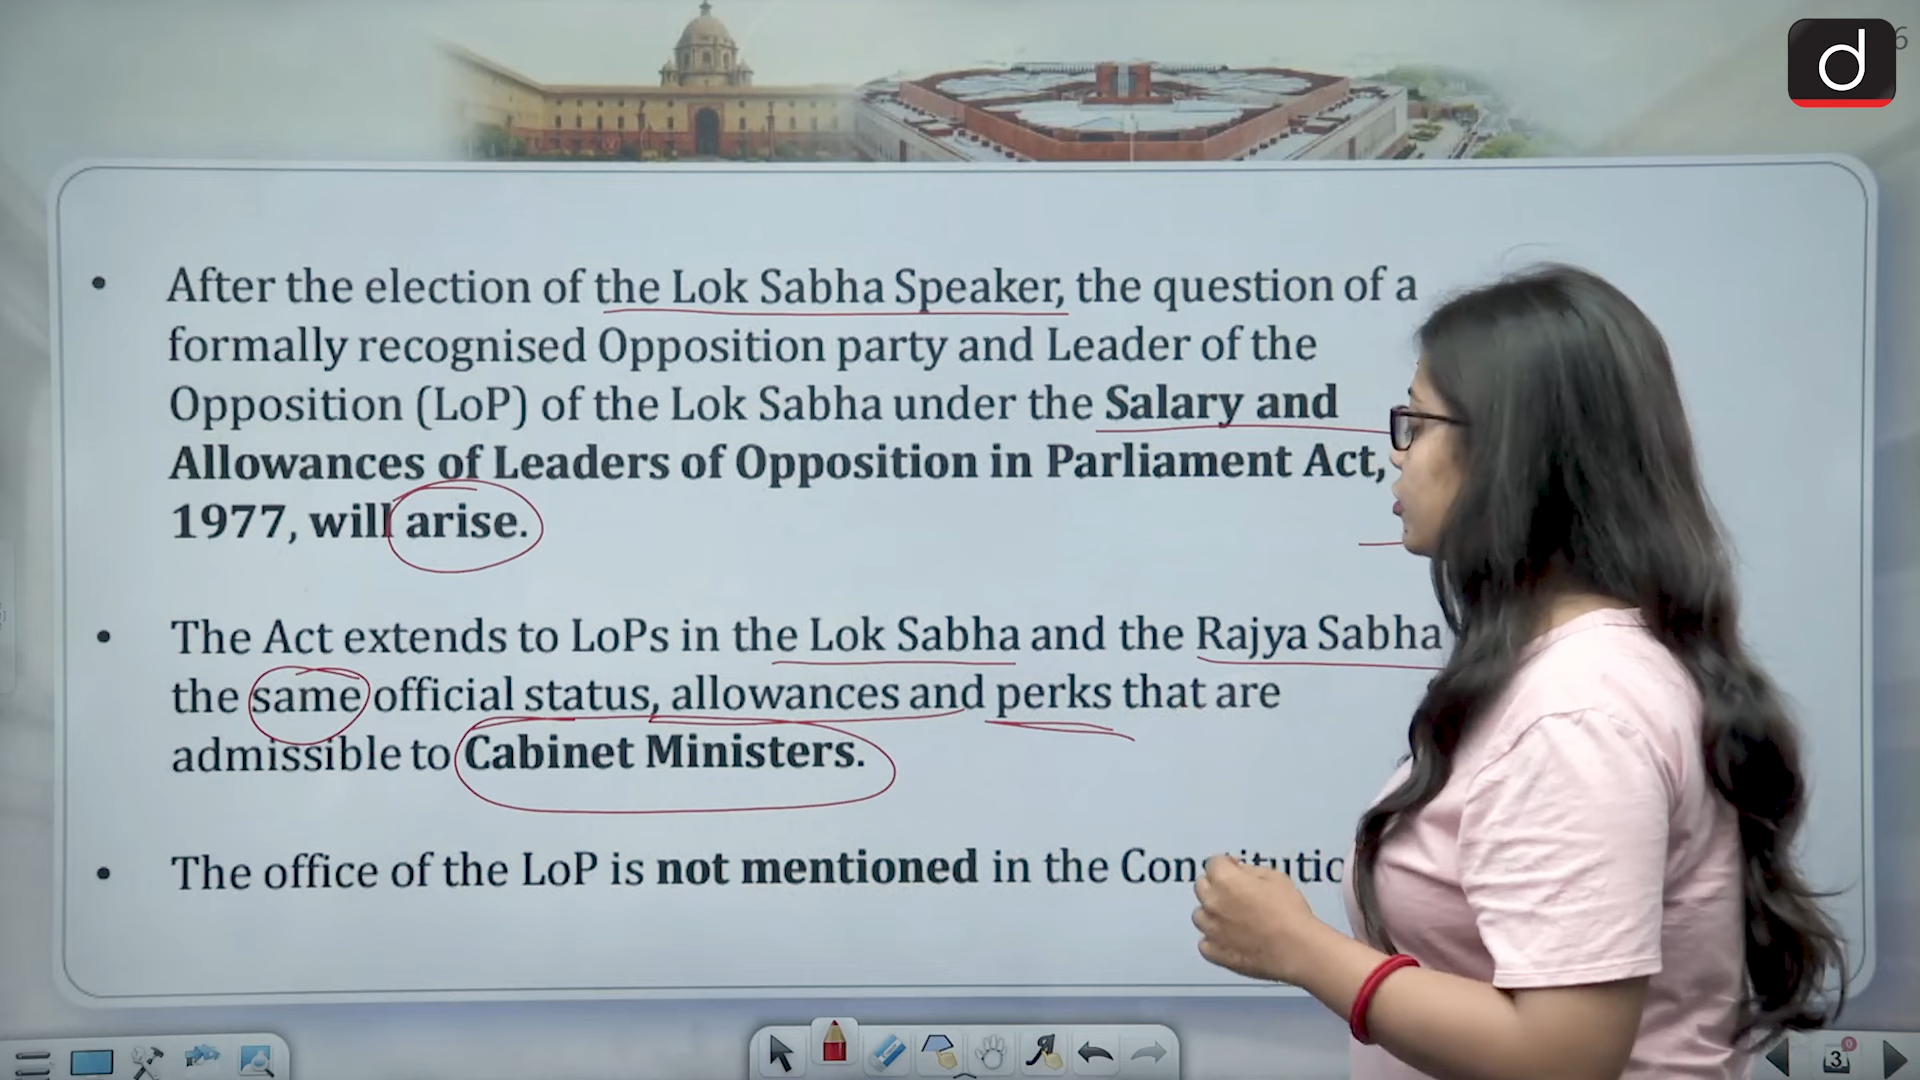 d
6
• After the election of the Lok Sabha Speaker, the question of a
formally recognised Opposition party and Leader of the
Opposition (LoP) of the Lok Sabha under the Salary and
Allowances of Leaders of Opposition in Parliament Act,
1977, will arise.
• The Act extends to LoPs in the Lok Sabha and the Rajya Sabha
the same official status, allowances and perks that are
admissible to Cabinet Ministers.
• The office of the LoP is not mentioned in the
3
0